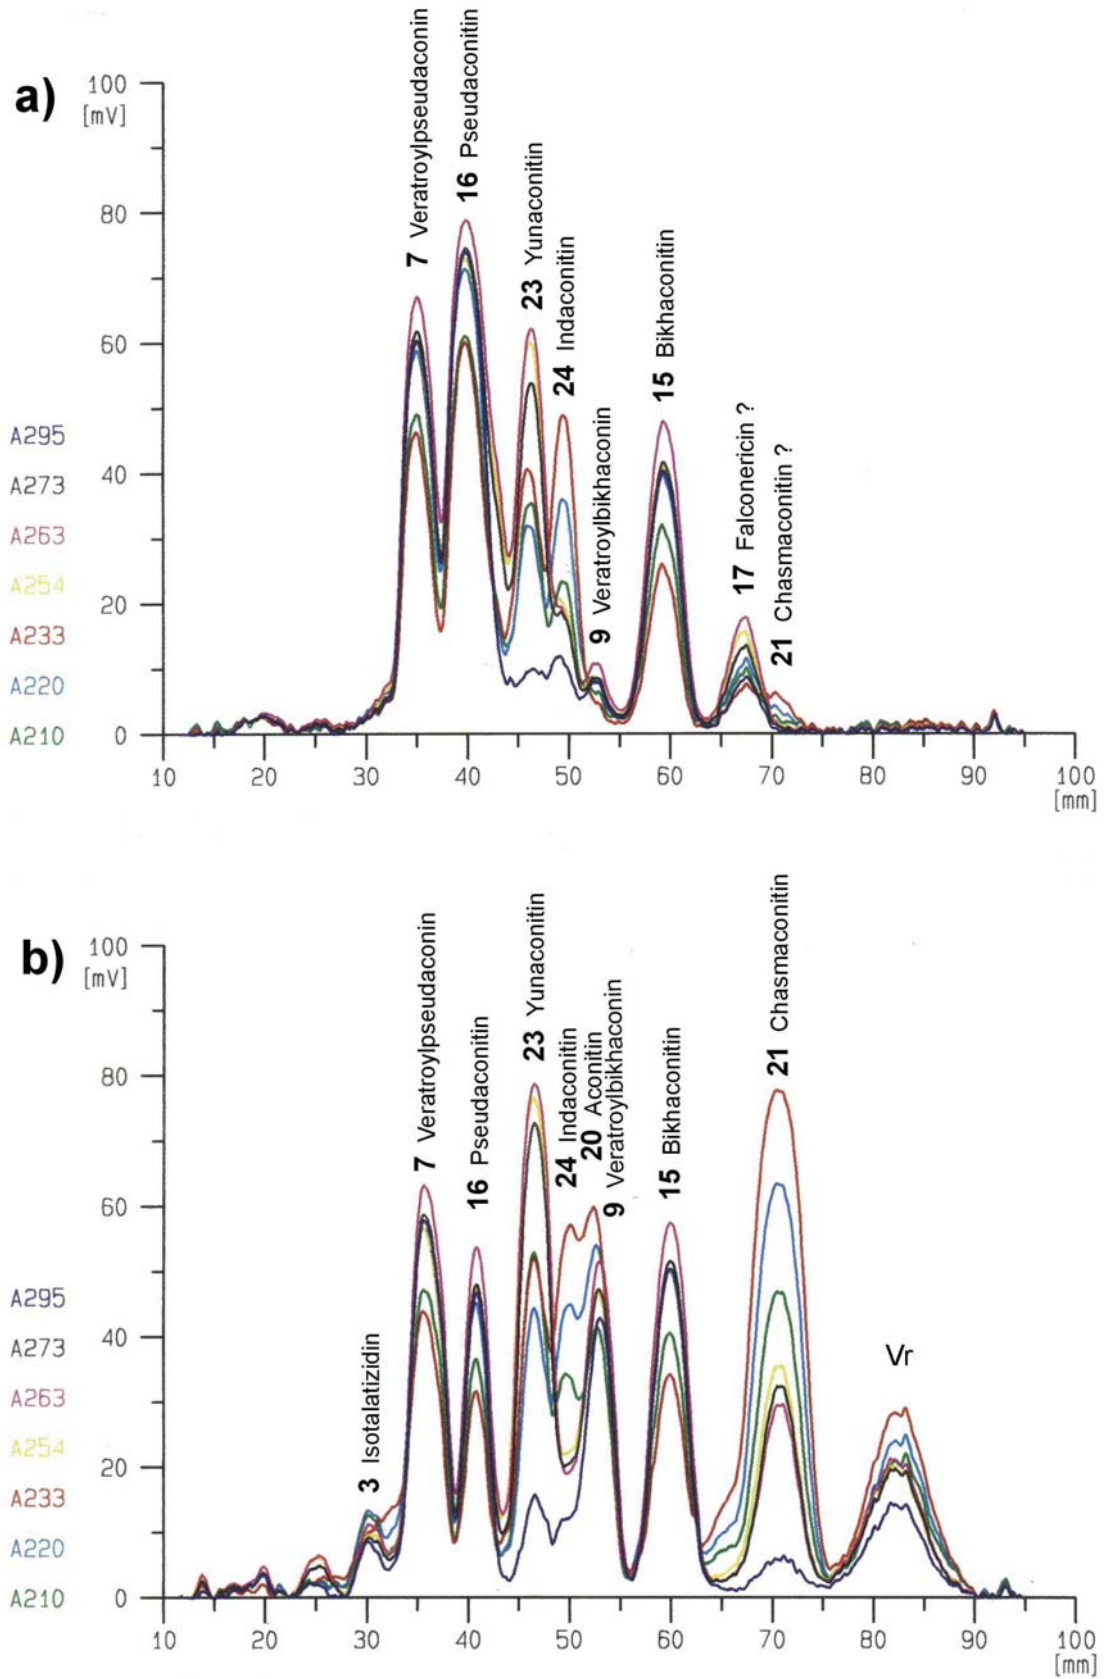 a)
100
[mV]
80
60
40
20
0
A295
A273
A263
A254
A233
A220
A210
7 Veratroylpseudaconin
16 Pseudaconitin
23 Yunaconitin
24 Indaconitin
9 Veratroylbikhaconin
15 Bikhaconitin
17 Falconericin ?
21 Chasmaconitin ?
10 20 30 40 50 60 70 80 90 100
[mm]
b)
100
[mV]
80
60
40
20
0
A295
A273
A263
A254
A233
A220
A210
3 Isotalatizidin
7 Veratroylpseudaconin
16 Pseudaconitin
23 Yunaconitin
24 Indaconitin
20 Aconitin
9 Veratroylbikhaconin
15 Bikhaconitin
21 Chasmaconitin
Vr
10 20 30 40 50 60 70 80 90 100
[mm]